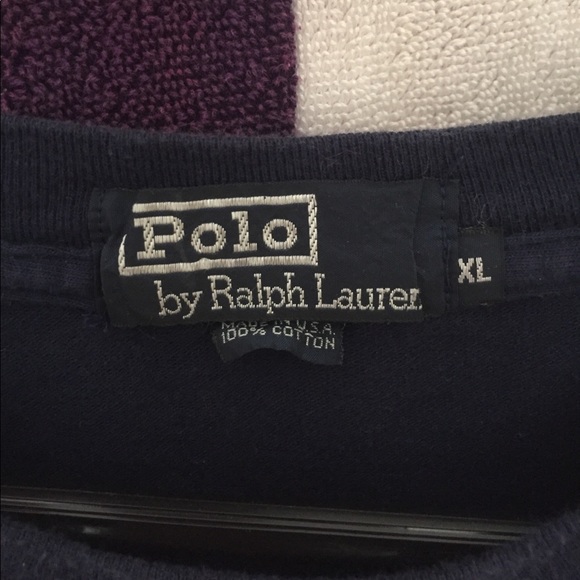 Polo
by Ralph Lauren
XL
MADE IN U.S.A.
100% COTTON